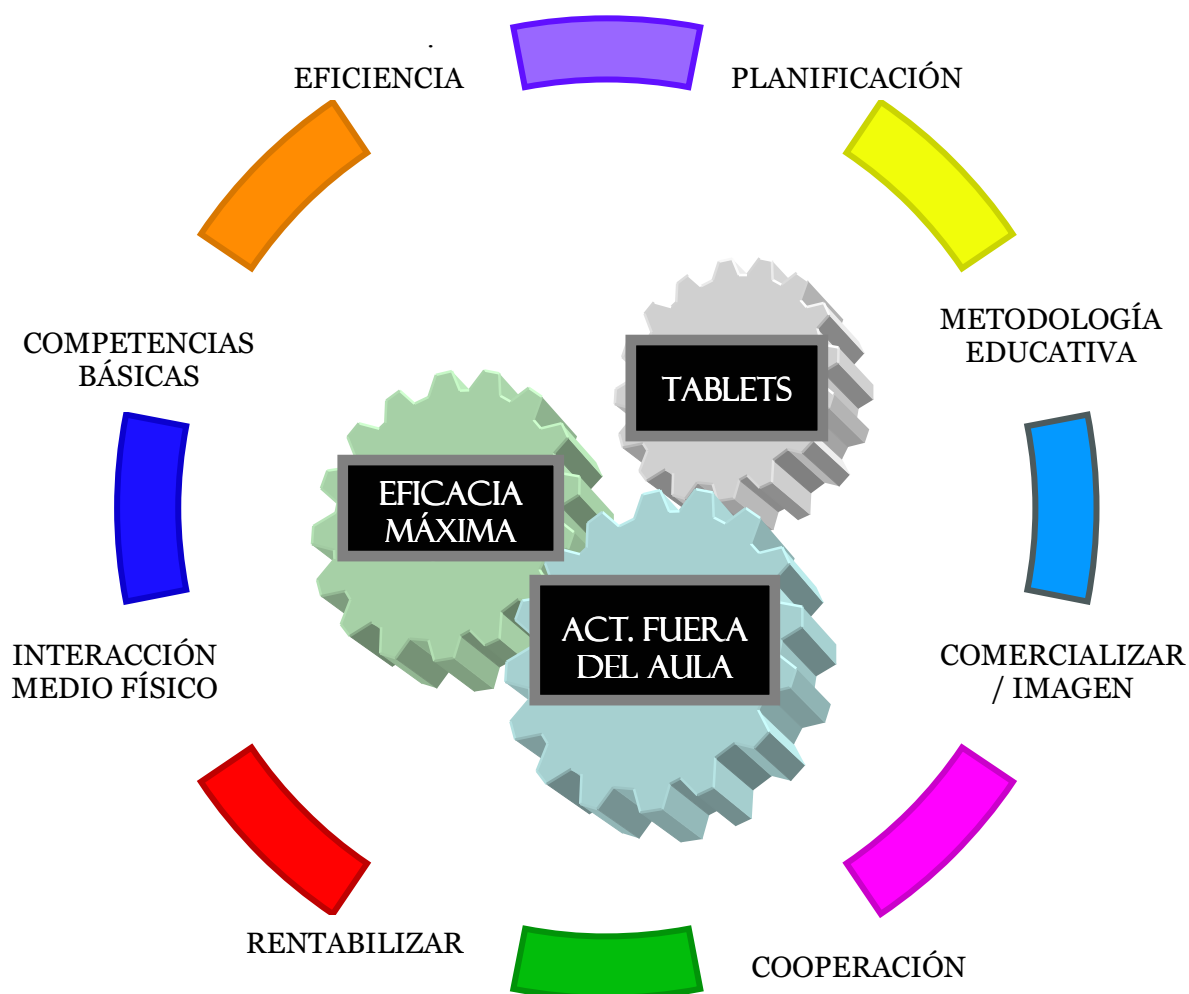 EFICIENCIA
PLANIFICACIÓN
COMPETENCIAS
BÁSICAS
METODOLOGÍA
EDUCATIVA
TABLETS
EFICACIA
MÁXIMA
ACT. FUERA
DEL AULA
INTERACCIÓN
MEDIO FÍSICO
COMERCIALIZAR
/ IMAGEN
RENTABILIZAR
COOPERACIÓN